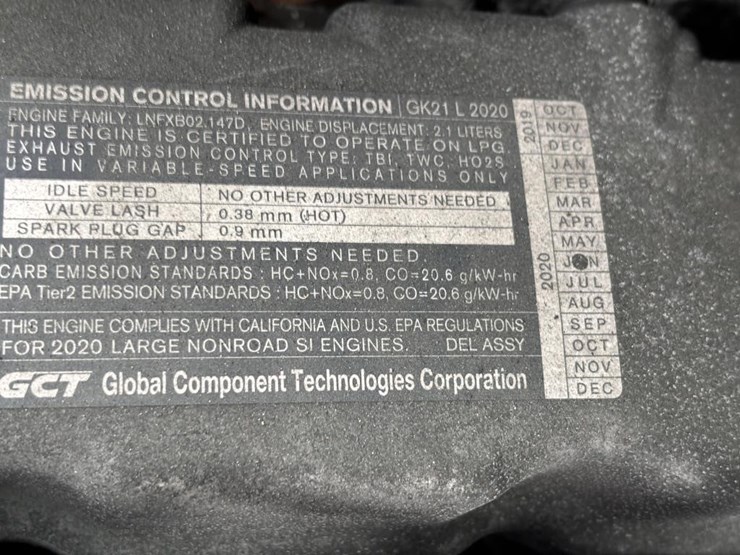 EMISSION CONTROL INFORMATION GK21 L 2020
ENGINE FAMILY: LNFXB02.147D, ENGINE DISPLACEMENT: 2.1 LITERS
THIS ENGINE IS CERTIFIED TO OPERATE ON LPG
EXHAUST EMISSION CONTROL TYPE: TBI, TWC, HO2S
USE IN VARIABLE-SPEED APPLICATIONS ONLY
IDLE SPEED NO OTHER ADJUSTMENTS NEEDED
VALVE LASH 0.38 mm (HOT)
SPARK PLUG GAP 0.9 mm
NO OTHER ADJUSTMENTS NEEDED.
CARB EMISSION STANDARDS : HC+NOx=0.8, CO=20.6 g/kW-hr
EPA Tier2 EMISSION STANDARDS : HC+NOx=0.8, CO=20.6 g/kW-hr
THIS ENGINE COMPLIES WITH CALIFORNIA AND U.S. EPA REGULATIONS
FOR 2020 LARGE NONROAD SI ENGINES. DEL ASSY
GCT Global Component Technologies Corporation
2019
OCT
NOV
DEC
2020
JAN
FEB
MAR
APR
MAY
JUN
JUL
AUG
SEP
OCT
NOV
DEC